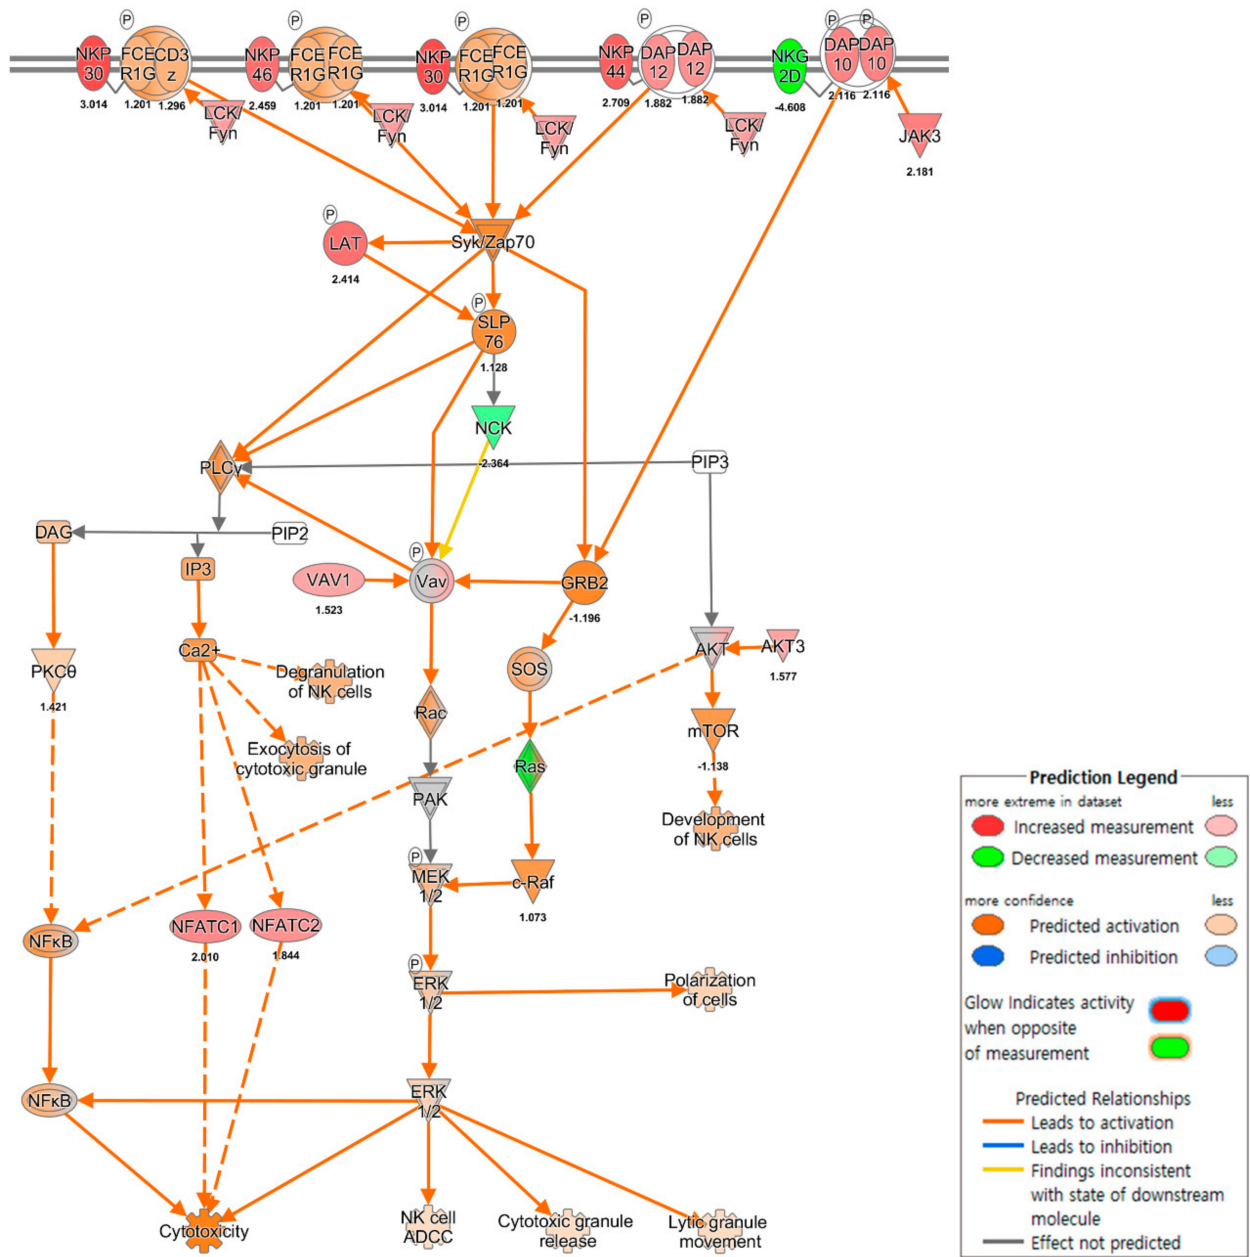 P
P
P
P
P
P
NKP
30
FCE
R1G
CD3
z
NKP
46
FCE
R1G
FCE
R1G
NKP
30
FCE
R1G
FCE
R1G
NKP
44
DAP
12
DAP
12
NKG
2D
DAP
10
DAP
10
3.014
1.201
1.296
2.459
1.201
1.201
3.014
1.201
1.201
2.709
1.882
1.882
-4.608
2.116
2.116
LCK
Fyn
LCK
Fyn
LCK
Fyn
LCK
Fyn
JAK3
2.181
P
LAT
2.414
Syk/Zap70
P
SLP
76
1.128
NCK
-2.364
PLCγ
PIP3
DAG
PIP2
IP3
P
VAV1
1.523
Vav
GRB2
-1.196
PKCθ
1.421
Ca2+
Degranulation
of NK cells
SOS
AKT
AKT3
1.577
Rac
mTOR
-1.138
Exocytosis of
cytotoxic granule
Ras
PAK
Development
of NK cells
P
MEK
1/2
c-Raf
1.073
NFκB
NFATC1
2.010
NFATC2
1.844
P
ERK
1/2
Polarization
of cells
NFκB
ERK
1/2
Cytotoxicity
NK cell
ADCC
Cytotoxic granule
release
Lytic granule
movement
Prediction Legend
more extreme in dataset
less
Increased measurement
Decreased measurement
more confidence
less
Predicted activation
Predicted inhibition
Glow Indicates activity
when opposite
of measurement
Predicted Relationships
Leads to activation
Leads to inhibition
Findings inconsistent
with state of downstream
molecule
Effect not predicted